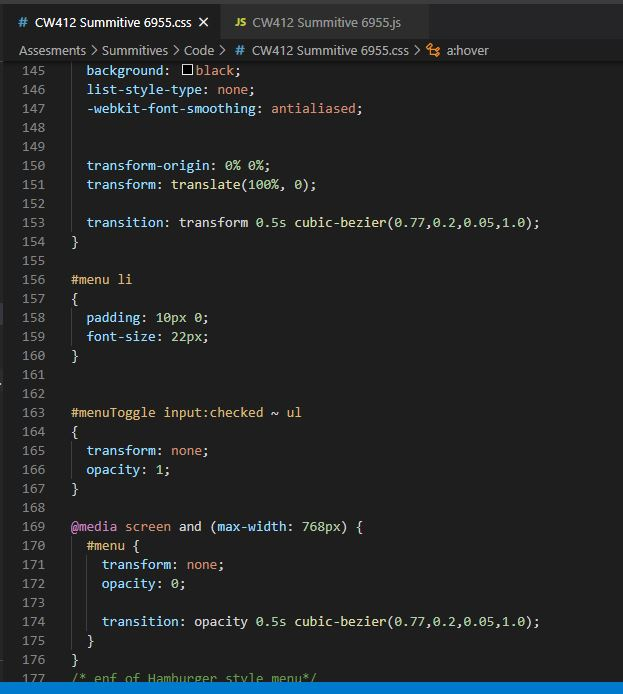 # CW412 Summitive 6955.css × JS CW412 Summitive 6955.js
Assesments > Summitives > Code > # CW412 Summitive 6955.css > a:hover
145 background: black;
146 list-style-type: none;
147 -webkit-font-smoothing: antialiased;
148
149
150 transform-origin: 0% 0%;
151 transform: translate(100%, 0);
152
153 transition: transform 0.5s cubic-bezier(0.77,0.2,0.05,1.0);
154 }
155
156 #menu li
157 {
158 padding: 10px 0;
159 font-size: 22px;
160 }
161
162
163 #menuToggle input:checked ~ ul
164 {
165 transform: none;
166 opacity: 1;
167 }
168
169 @media screen and (max-width: 768px) {
170 #menu {
171 transform: none;
172 opacity: 0;
173
174 transition: opacity 0.5s cubic-bezier(0.77,0.2,0.05,1.0);
175 }
176 }
177 /* enf of Hamburger style menu*/